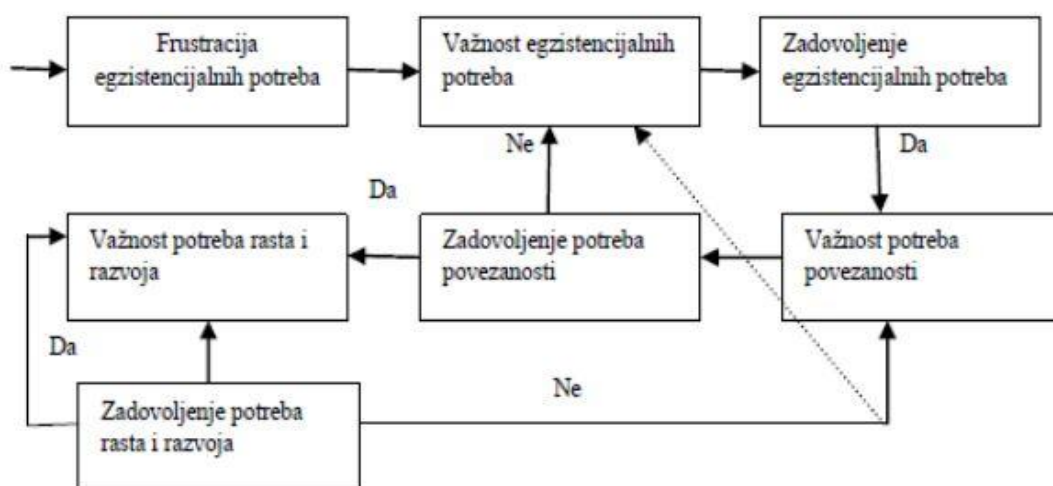 Frustracija
egzistencijalnih potreba
Važnost egzistencijalnih
potreba
Zadovoljenje
egzistencijalnih potreba
Ne
Da
Da
Važnost potreba rasta i
razvoja
Zadovoljenje potreba
povezanosti
Važnost potreba
povezanosti
Da
Ne
Zadovoljenje potreba
rasta i razvoja